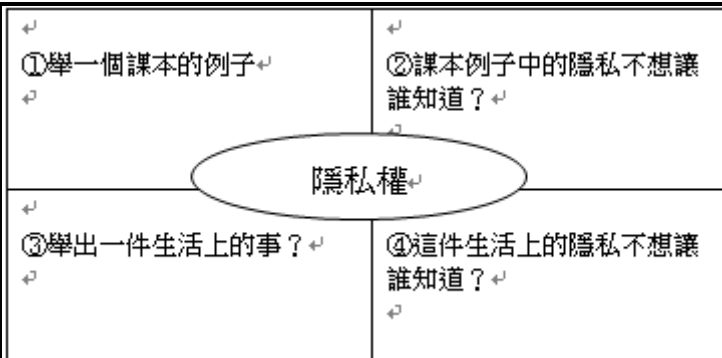 ①舉一個課本的例子
②課本例子中的隱私不想讓
誰知道？
隱私權
③舉出一件生活上的事？
④這件生活上的隱私不想讓
誰知道？